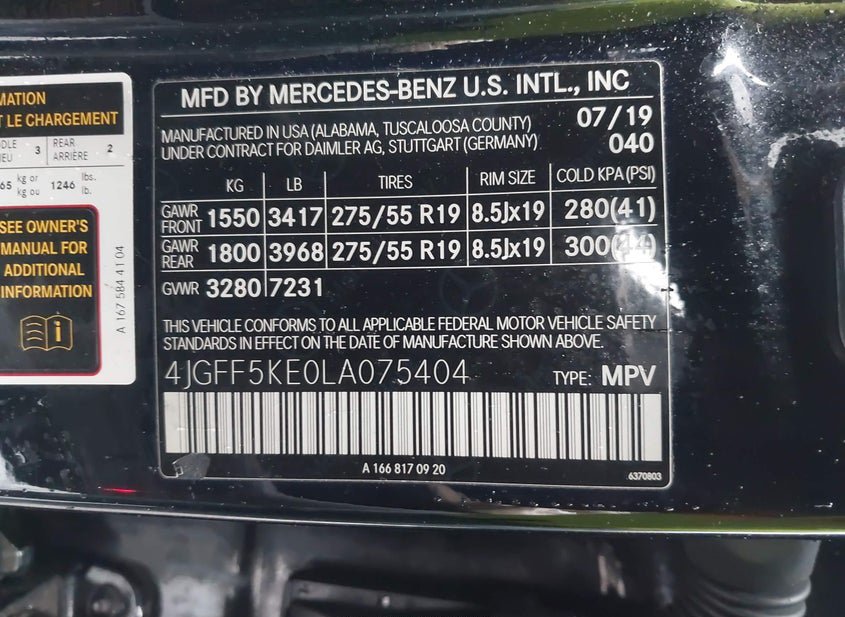 MATION
T LE CHARGEMENT
3 REAR ARRIÈRE 2
65 kg or kg ou 1246 lbs. lb.
SEE OWNER'S
MANUAL FOR
ADDITIONAL
INFORMATION
A 167 584 41 04
MFD BY MERCEDES-BENZ U.S. INTL., INC
MANUFACTURED IN USA (ALABAMA, TUSCALOOSA COUNTY) 07/19
UNDER CONTRACT FOR DAIMLER AG, STUTTGART (GERMANY) 040
KG LB TIRES RIM SIZE COLD KPA (PSI)
GAWR FRONT 1550 3417 275/55 R19 8.5Jx19 280(41)
GAWR REAR 1800 3968 275/55 R19 8.5Jx19 300(44)
GVWR 3280 7231
THIS VEHICLE CONFORMS TO ALL APPLICABLE FEDERAL MOTOR VEHICLE SAFETY
STANDARDS IN EFFECT ON THE DATE OF MANUFACTURE SHOWN ABOVE.
4JGFF5KE0LA075404 TYPE: MPV
A 166 817 09 20
6370803